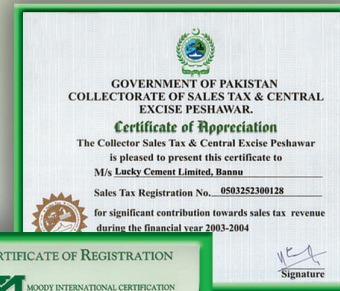 GOVERNMENT OF PAKISTAN
COLLECTORATE OF SALES TAX & CENTRAL
EXCISE PESHAWAR.
Certificate of Appreciation
The Collector Sales Tax & Central Excise Peshawar
is pleased to present this certificate to
M/s Lucky Cement Limited, Bannu
Sales Tax Registration No. 0503252300128
for significant contribution towards sales tax revenue
during the financial year 2003-2004
Signature
RTIFICATE OF REGISTRATION
MOODY INTERNATIONAL CERTIFICATION